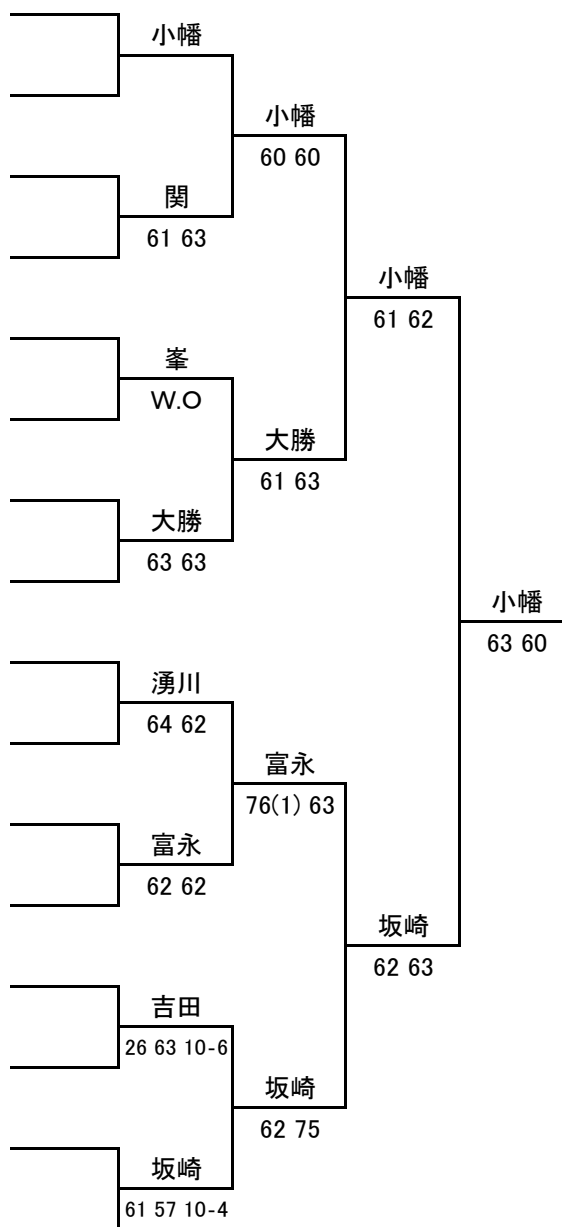 小幡
小幡
60 60
関
61 63
小幡
61 62
峯
W.O
大勝
61 63
大勝
63 63
小幡
63 60
湧川
64 62
富永
76(1) 63
富永
62 62
坂崎
62 63
吉田
26 63 10-6
坂崎
62 75
坂崎
61 57 10-4